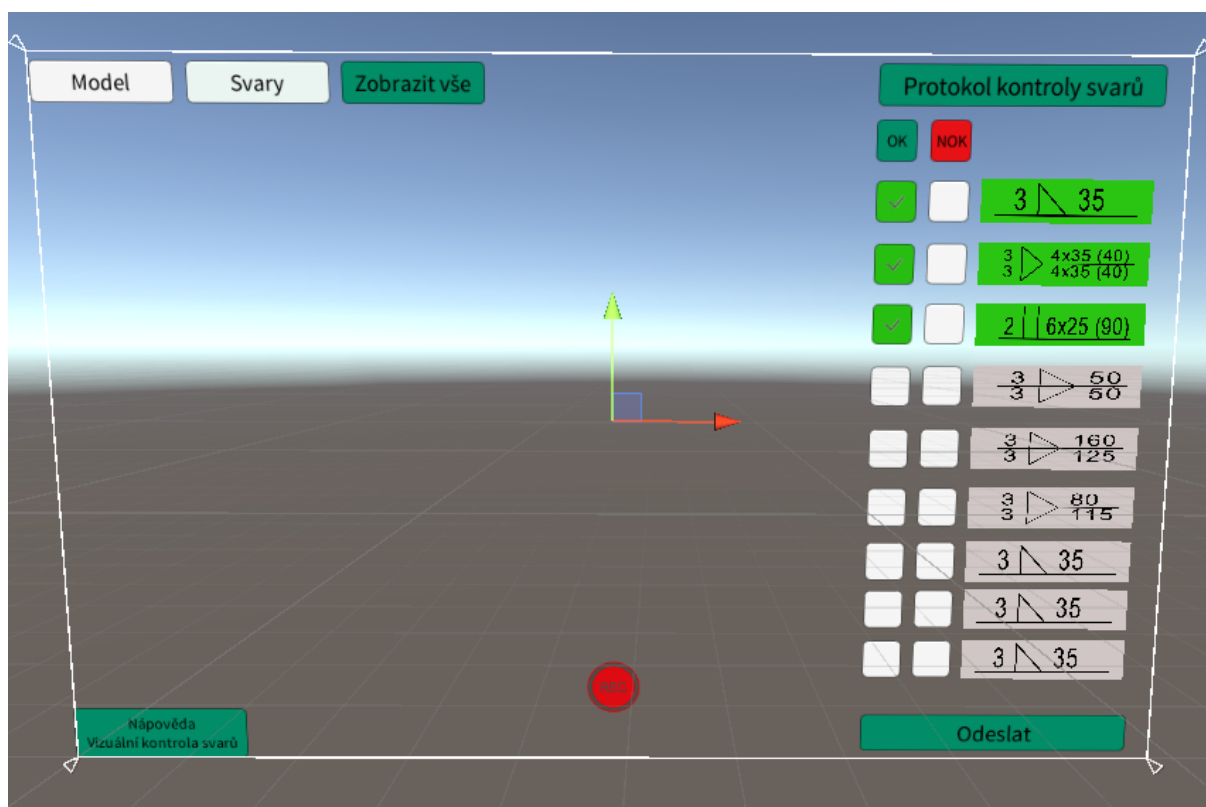 Model
Svary
Zobrazit vše
Protokol kontroly svarů
OK
NOK
3 35
3 4x35 (40)
3 4x35 (40)
2 6x25 (90)
3 50
3 50
3 160
3 125
3 80
3 115
3 35
3 35
3 35
REC
Nápověda
Vizuální kontrola svarů
Odeslat